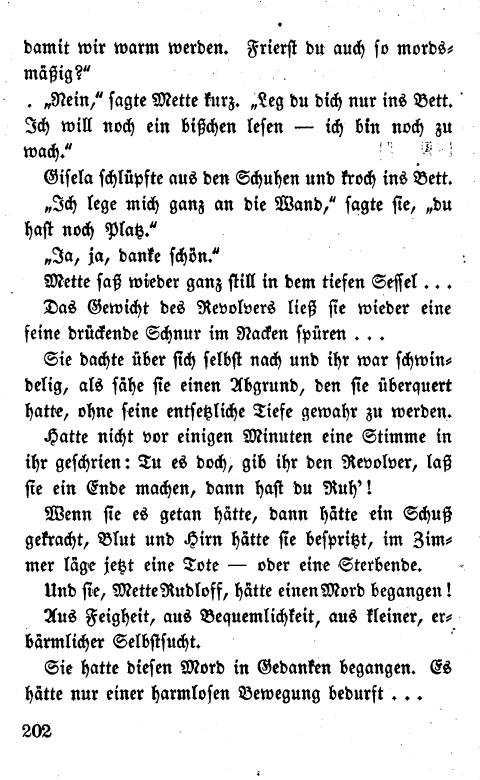 damit wir warm werden. Frierst du auch so mords-
mäßig?“
„Nein,“ sagte Mette kurz. „Leg du dich nur ins Bett.
Ich will noch ein bißchen lesen — ich bin noch zu
wach.“
Gisela schlüpfte aus den Schuhen und kroch ins Bett.
„Ich lege mich ganz an die Wand,“ sagte sie, „du
hast noch Platz.“
„Ja, ja, danke schön.“
Mette saß wieder ganz still in dem tiefen Sessel . . .
Das Gewicht des Revolvers ließ sie wieder eine
feine drückende Schnur im Nacken spüren . . .
Sie dachte über sich selbst nach und ihr war schwin-
delig, als sähe sie einen Abgrund, den sie überquert
hatte, ohne seine entsetzliche Tiefe gewahr zu werden.
Hatte nicht vor einigen Minuten eine Stimme in
ihr geschrien: Tu es doch, gib ihr den Revolver, laß
sie ein Ende machen, dann hast du Ruh’!
Wenn sie es getan hätte, dann hätte ein Schuß
gekracht, Blut und Hirn hätte sie bespritzt, im Zim-
mer läge jetzt eine Tote — oder eine Sterbende.
Und sie, Mette Rudloff, hätte einen Mord begangen!
Aus Feigheit, aus Bequemlichkeit, aus kleiner, er-
bärmlicher Selbstsucht.
Sie hatte diesen Mord in Gedanken begangen. Es
hätte nur einer harmlosen Bewegung bedurft . . .
202